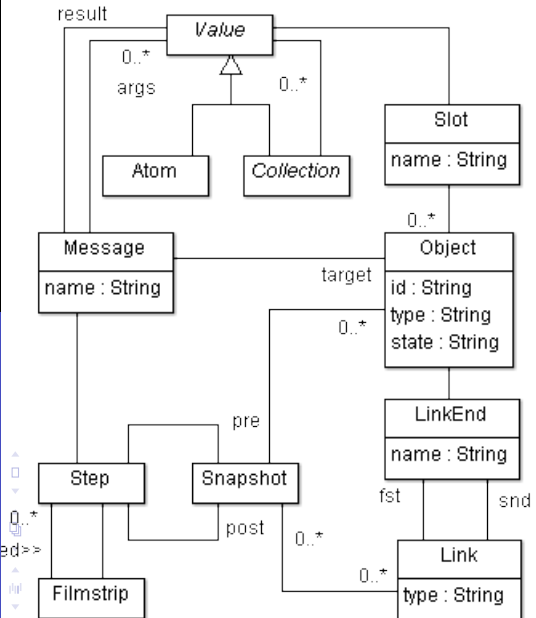 result
Value
0..*
args
0..*
Slot
name : String
Atom
Collection
0..*
Message
name : String
Object
id : String
type : String
state : String
target
0..*
LinkEnd
name : String
pre
Step
Snapshot
fst
snd
0..*
post
0..*
ed>>
0..*
Link
type : String
Filmstrip